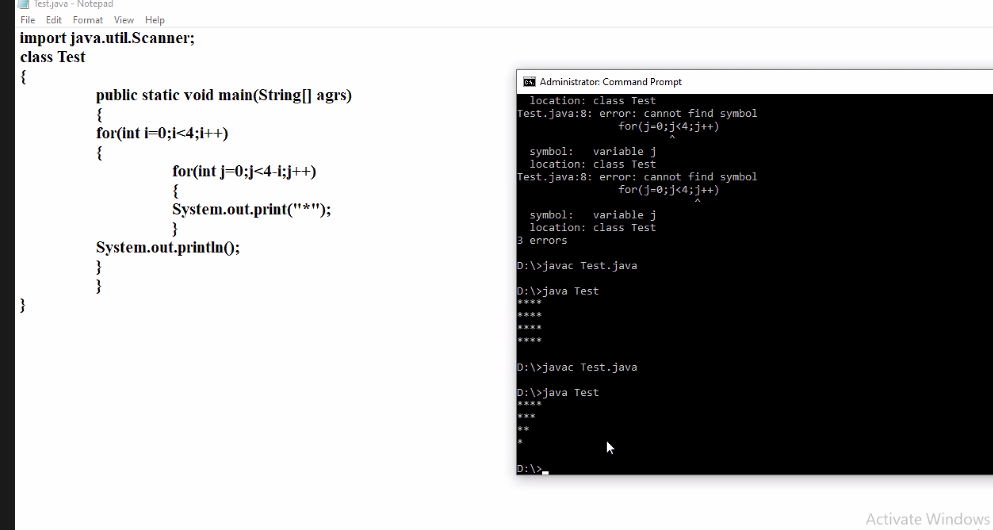 Test.java - Notepad
File Edit Format View Help
import java.util.Scanner;
class Test
{
public static void main(String[] agrs)
{
for(int i=0;i<4;i++)
{
for(int j=0;j<4-i;j++)
{
System.out.print("*");
}
System.out.println();
}
}
}
Administrator: Command Prompt
location: class Test
Test.java:8: error: cannot find symbol
for(j=0;j<4;j++)
^
symbol: variable j
location: class Test
Test.java:8: error: cannot find symbol
for(j=0;j<4;j++)
^
symbol: variable j
location: class Test
3 errors
D:\>javac Test.java
D:\>java Test
****
****
****
****
D:\>javac Test.java
D:\>java Test
****
***
**
*
D:\>
Activate Windows